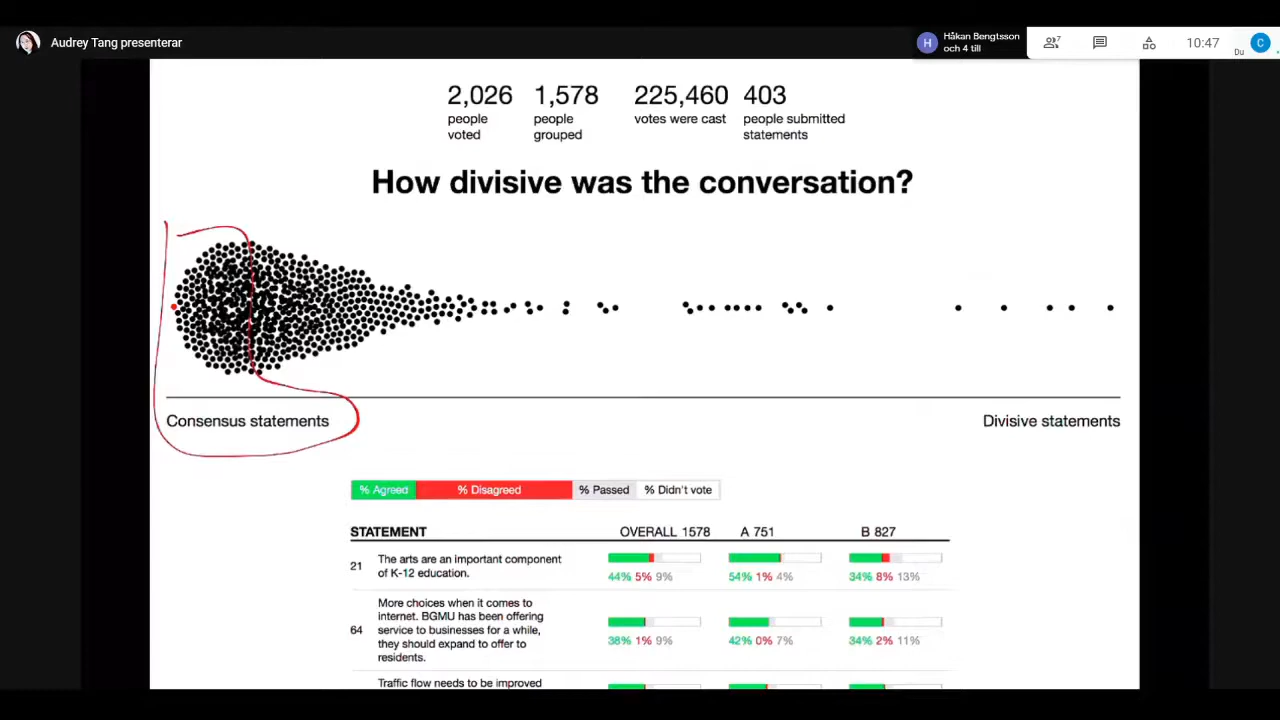 Audrey Tang presenterar
H
Håkan Bengtsson
och 4 till
7
10:47
Du
C
2,026 1,578 225,460 403
people voted
people grouped
votes were cast
people submitted statements
How divisive was the conversation?
Consensus statements
Divisive statements
% Agreed % Disagreed % Passed % Didn't vote
STATEMENT OVERALL 1578 A 751 B 827
21
The arts are an important component
of K-12 education.
44% 5% 9% 54% 1% 4% 34% 8% 13%
64
More choices when it comes to
internet. BGMU has been offering
service to businesses for a while,
they should expand to offer to
residents.
38% 1% 9% 42% 0% 7% 34% 2% 11%
Traffic flow needs to be improved